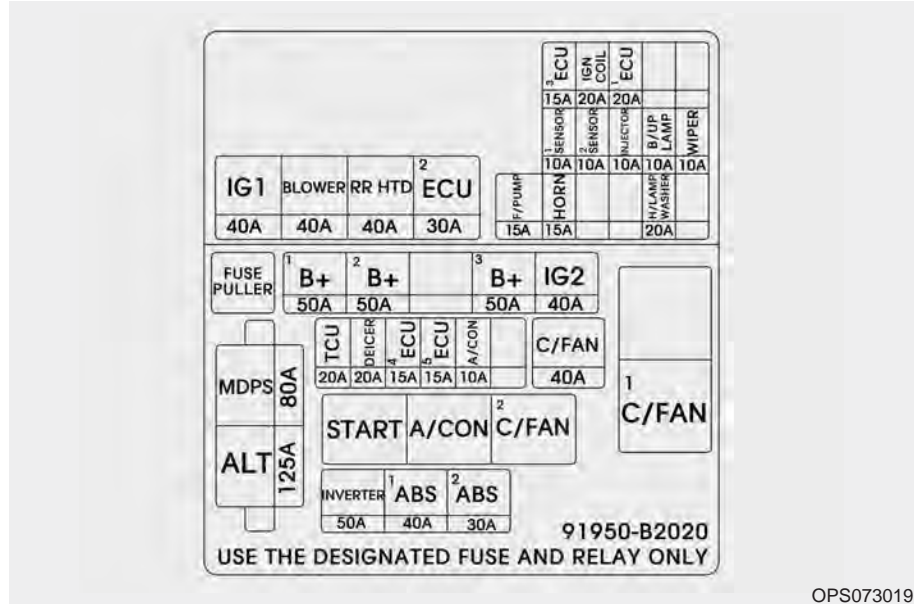 3 ECU IGN COIL 1 ECU
15A 20A 20A
1 SENSOR 2 SENSOR INJECTOR B/UP LAMP WIPER
10A 10A 10A 10A 10A
IG1 BLOWER RR HTD 2 ECU
40A 40A 40A 30A
F/PUMP HORN H/LAMP WASHER
15A 15A 20A
FUSE PULLER
1 B+ 2 B+ 3 B+ IG2
50A 50A 50A 40A
TCU DEICER 4 ECU 5 ECU A/CON
20A 20A 15A 15A 10A
C/FAN
40A
MDPS 80A
ALT 125A
START A/CON 2 C/FAN
1 C/FAN
INVERTER 1 ABS 2 ABS
50A 40A 30A
91950-B2020
USE THE DESIGNATED FUSE AND RELAY ONLY
OPS073019